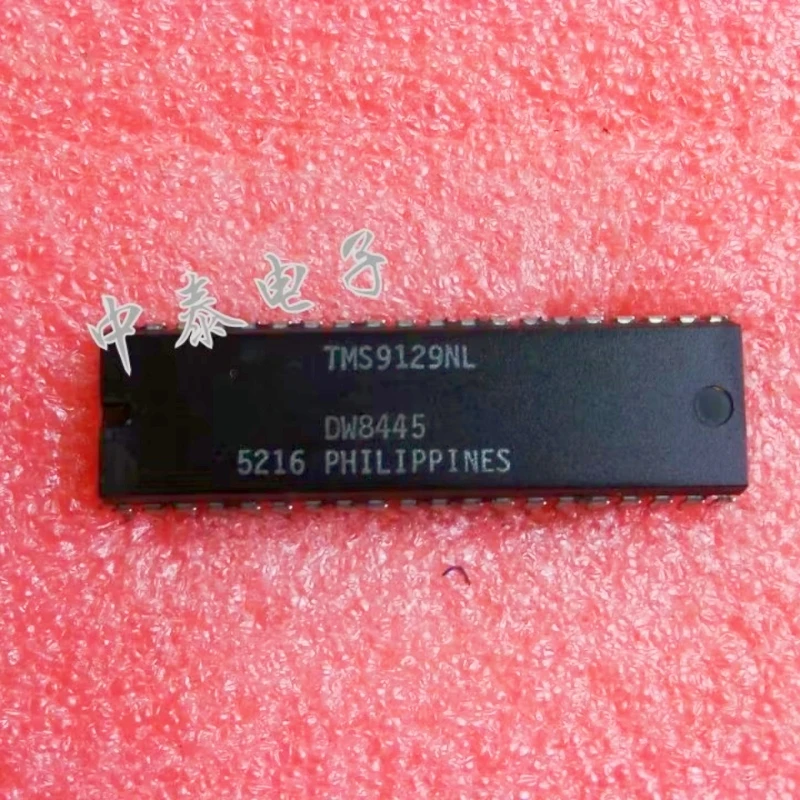 中泰电子
TMS9129NL
DW8445
5216 PHILIPPINES